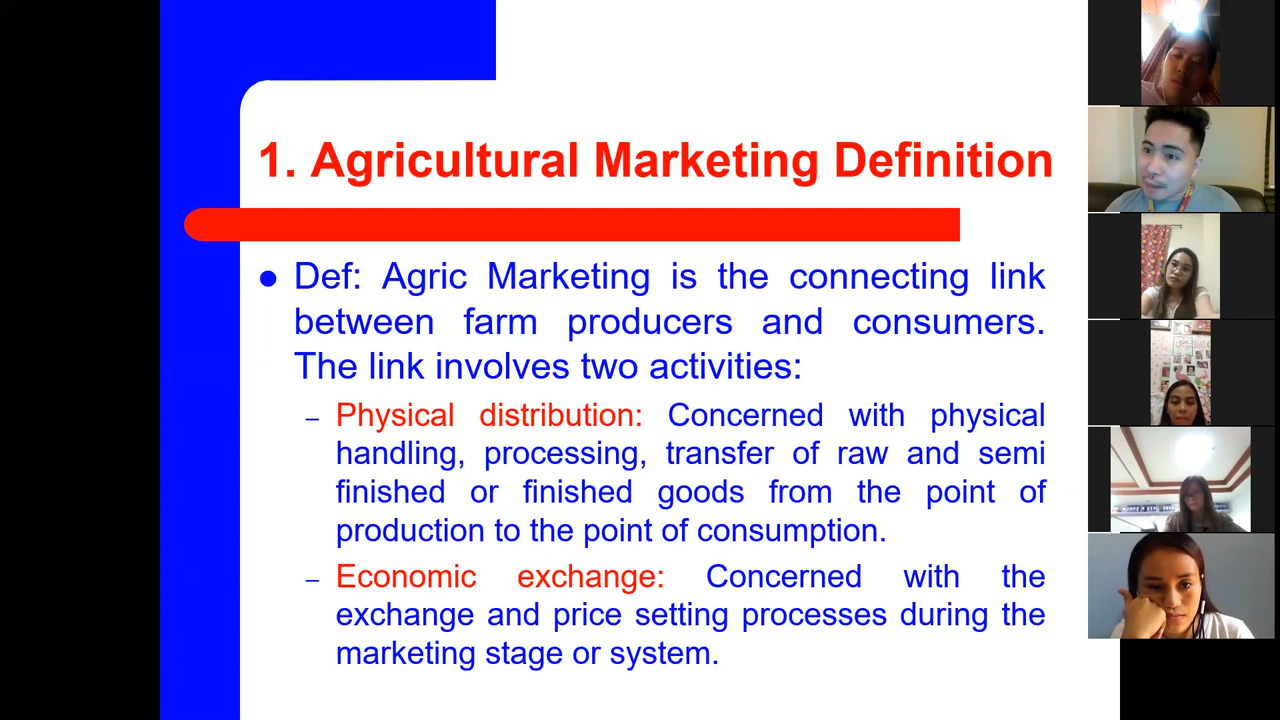 1. Agricultural Marketing Definition
● Def: Agric Marketing is the connecting link
between farm producers and consumers.
The link involves two activities:
– Physical distribution: Concerned with physical
handling, processing, transfer of raw and semi
finished or finished goods from the point of
production to the point of consumption.
– Economic exchange: Concerned with the
exchange and price setting processes during the
marketing stage or system.